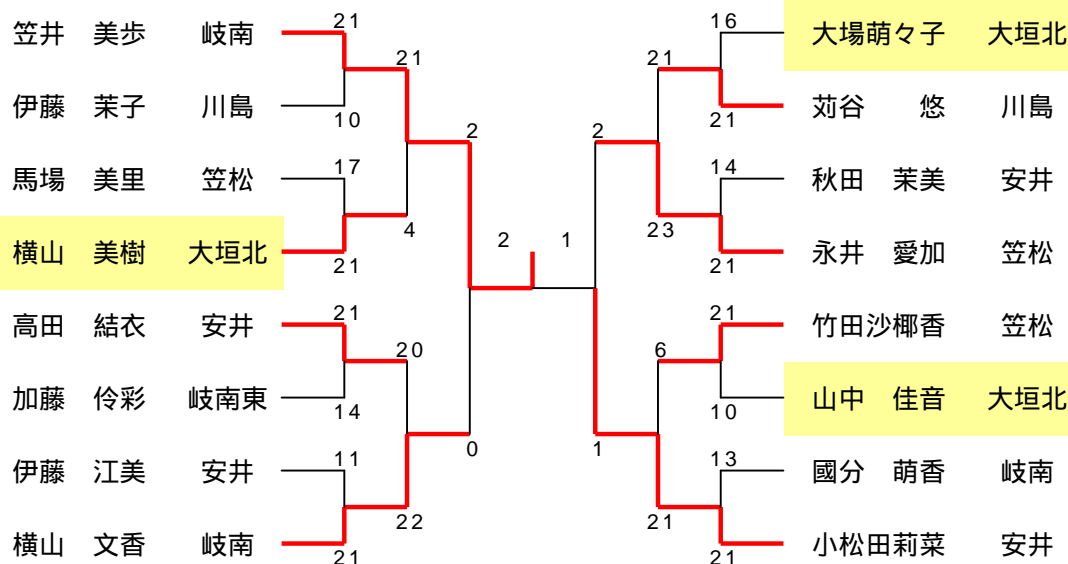 笠井 美歩 岐南 21 16 大場萌々子 大垣北
21 21
伊藤 茉子 川島 10 21 苅谷 悠 川島
2 2
馬場 美里 笠松 17 14 秋田 茉美 安井
4 2 1 23
横山 美樹 大垣北 21 21 永井 愛加 笠松
高田 結衣 安井 21 21 竹田沙椰香 笠松
20 6
加藤 伶彩 岐南東 14 10 山中 佳音 大垣北
0 1
伊藤 江美 安井 11 13 國分 萌香 岐南
22 21
横山 文香 岐南 21 21 小松田莉菜 安井